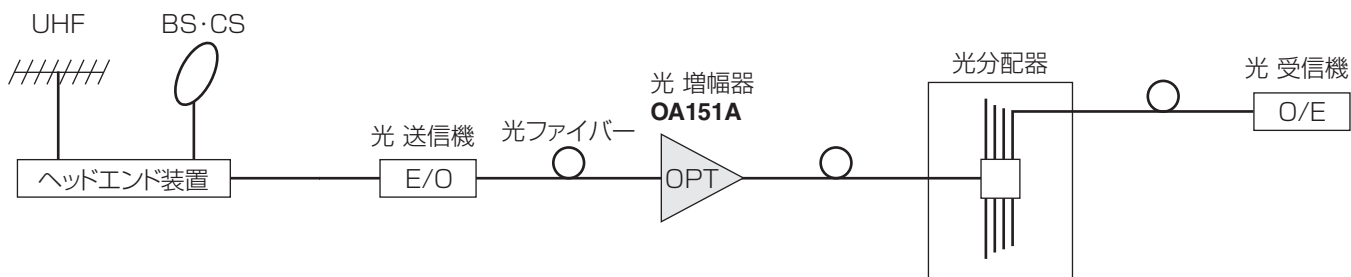 UHF
BS・CS
ヘッドエンド装置
光 送信機
E/O
光ファイバー
光 増幅器
OA151A
OPT
光分配器
光 受信機
O/E